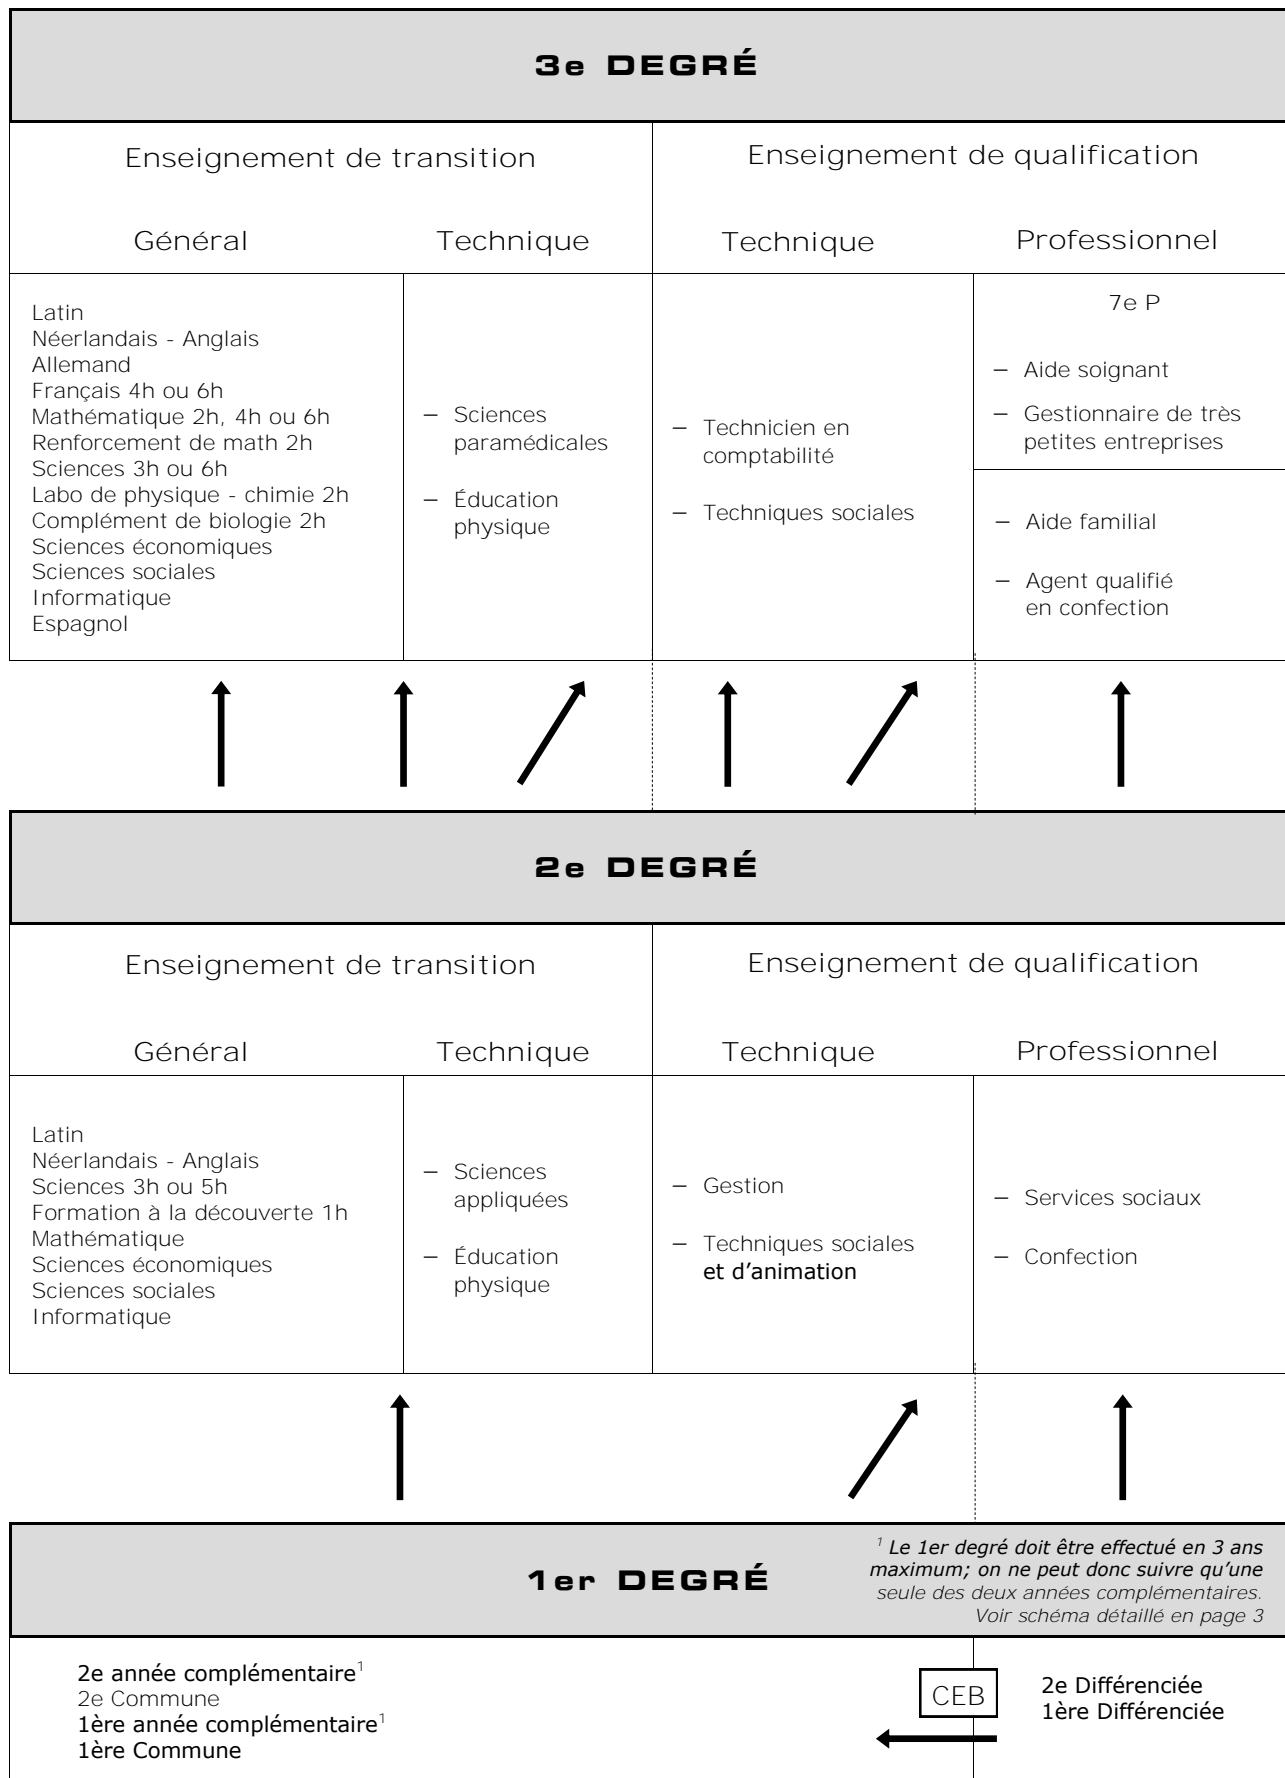 3e DEGRÉ
Enseignement de transition
Enseignement de qualification
Général
Technique
Technique
Professionnel
Latin
Néerlandais - Anglais
Allemand
Français 4h ou 6h
Mathématique 2h, 4h ou 6h
Renforcement de math 2h
Sciences 3h ou 6h
Labo de physique - chimie 2h
Complément de biologie 2h
Sciences économiques
Sciences sociales
Informatique
Espagnol
– Sciences
paramédicales
– Éducation
physique
– Technicien en
comptabilité
– Techniques sociales
7e P
– Aide soignant
– Gestionnaire de très
petites entreprises
– Aide familial
– Agent qualifié
en confection
2e DEGRÉ
Enseignement de transition
Enseignement de qualification
Général
Technique
Technique
Professionnel
Latin
Néerlandais - Anglais
Sciences 3h ou 5h
Formation à la découverte 1h
Mathématique
Sciences économiques
Sciences sociales
Informatique
– Sciences
appliquées
– Éducation
physique
– Gestion
– Techniques sociales
et d’animation
– Services sociaux
– Confection
1er DEGRÉ
¹ Le 1er degré doit être effectué en 3 ans
maximum; on ne peut donc suivre qu’une
seule des deux années complémentaires.
Voir schéma détaillé en page 3
2e année complémentaire¹
2e Commune
1ère année complémentaire¹
1ère Commune
CEB
2e Différenciée
1ère Différenciée